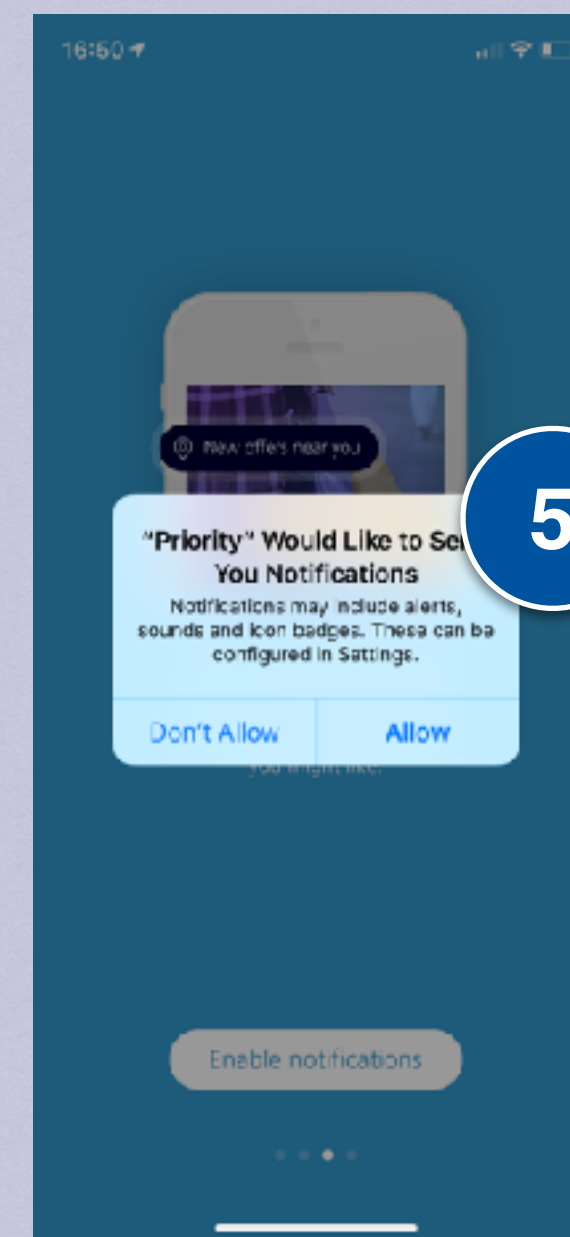 16:50
New offers near you
5
“Priority” Would Like to Se
You Notifications
Notifications may include alerts,
sounds and icon badges. These can be
configured in Settings.
Don’t Allow
Allow
you might like.
Enable notifications